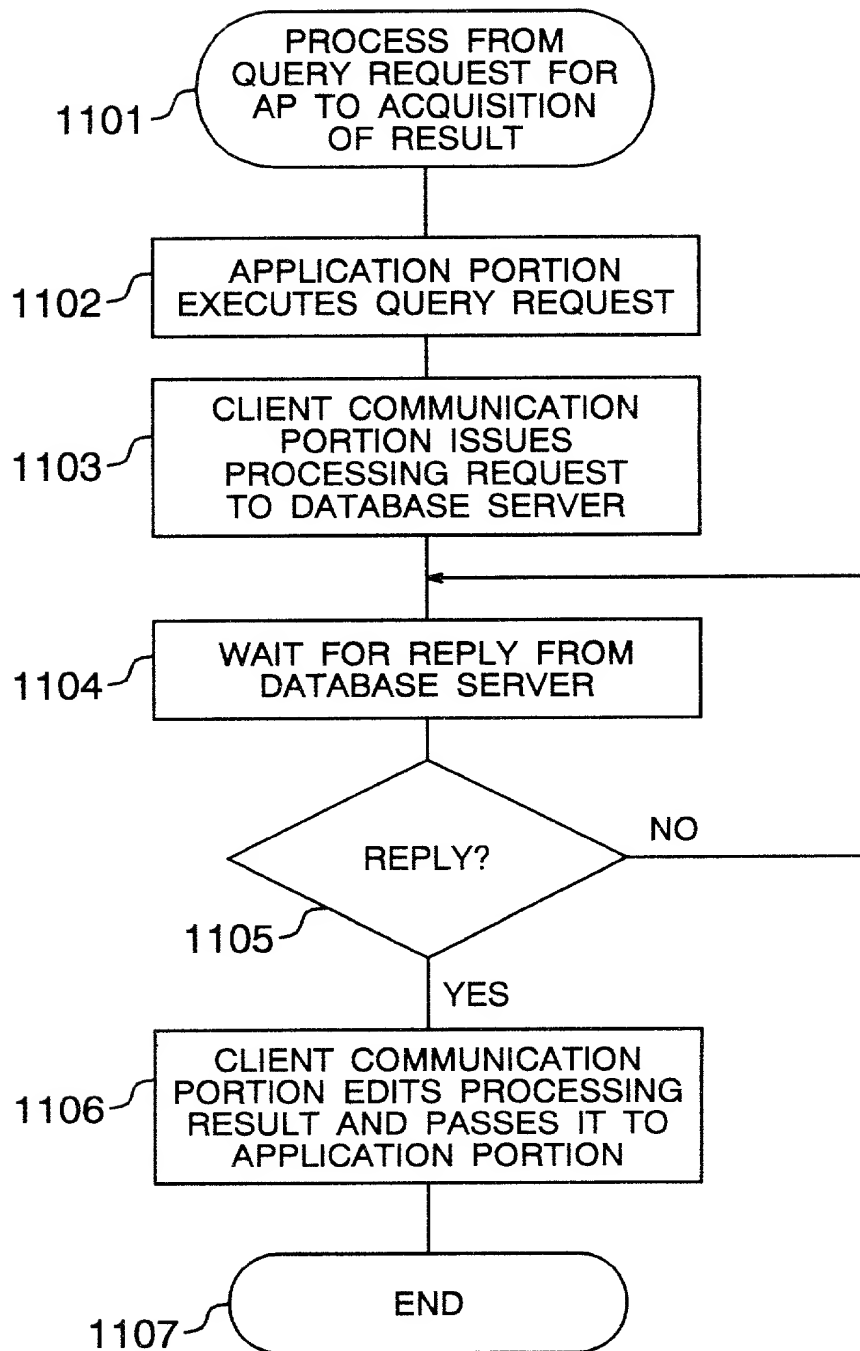 PROCESS FROM
QUERY REQUEST FOR
AP TO ACQUISITION
OF RESULT
1101
APPLICATION PORTION
EXECUTES QUERY REQUEST
1102
CLIENT COMMUNICATION
PORTION ISSUES
PROCESSING REQUEST
TO DATABASE SERVER
1103
WAIT FOR REPLY FROM
DATABASE SERVER
1104
REPLY?
NO
1105
YES
CLIENT COMMUNICATION
PORTION EDITS PROCESSING
RESULT AND PASSES IT TO
APPLICATION PORTION
1106
END
1107